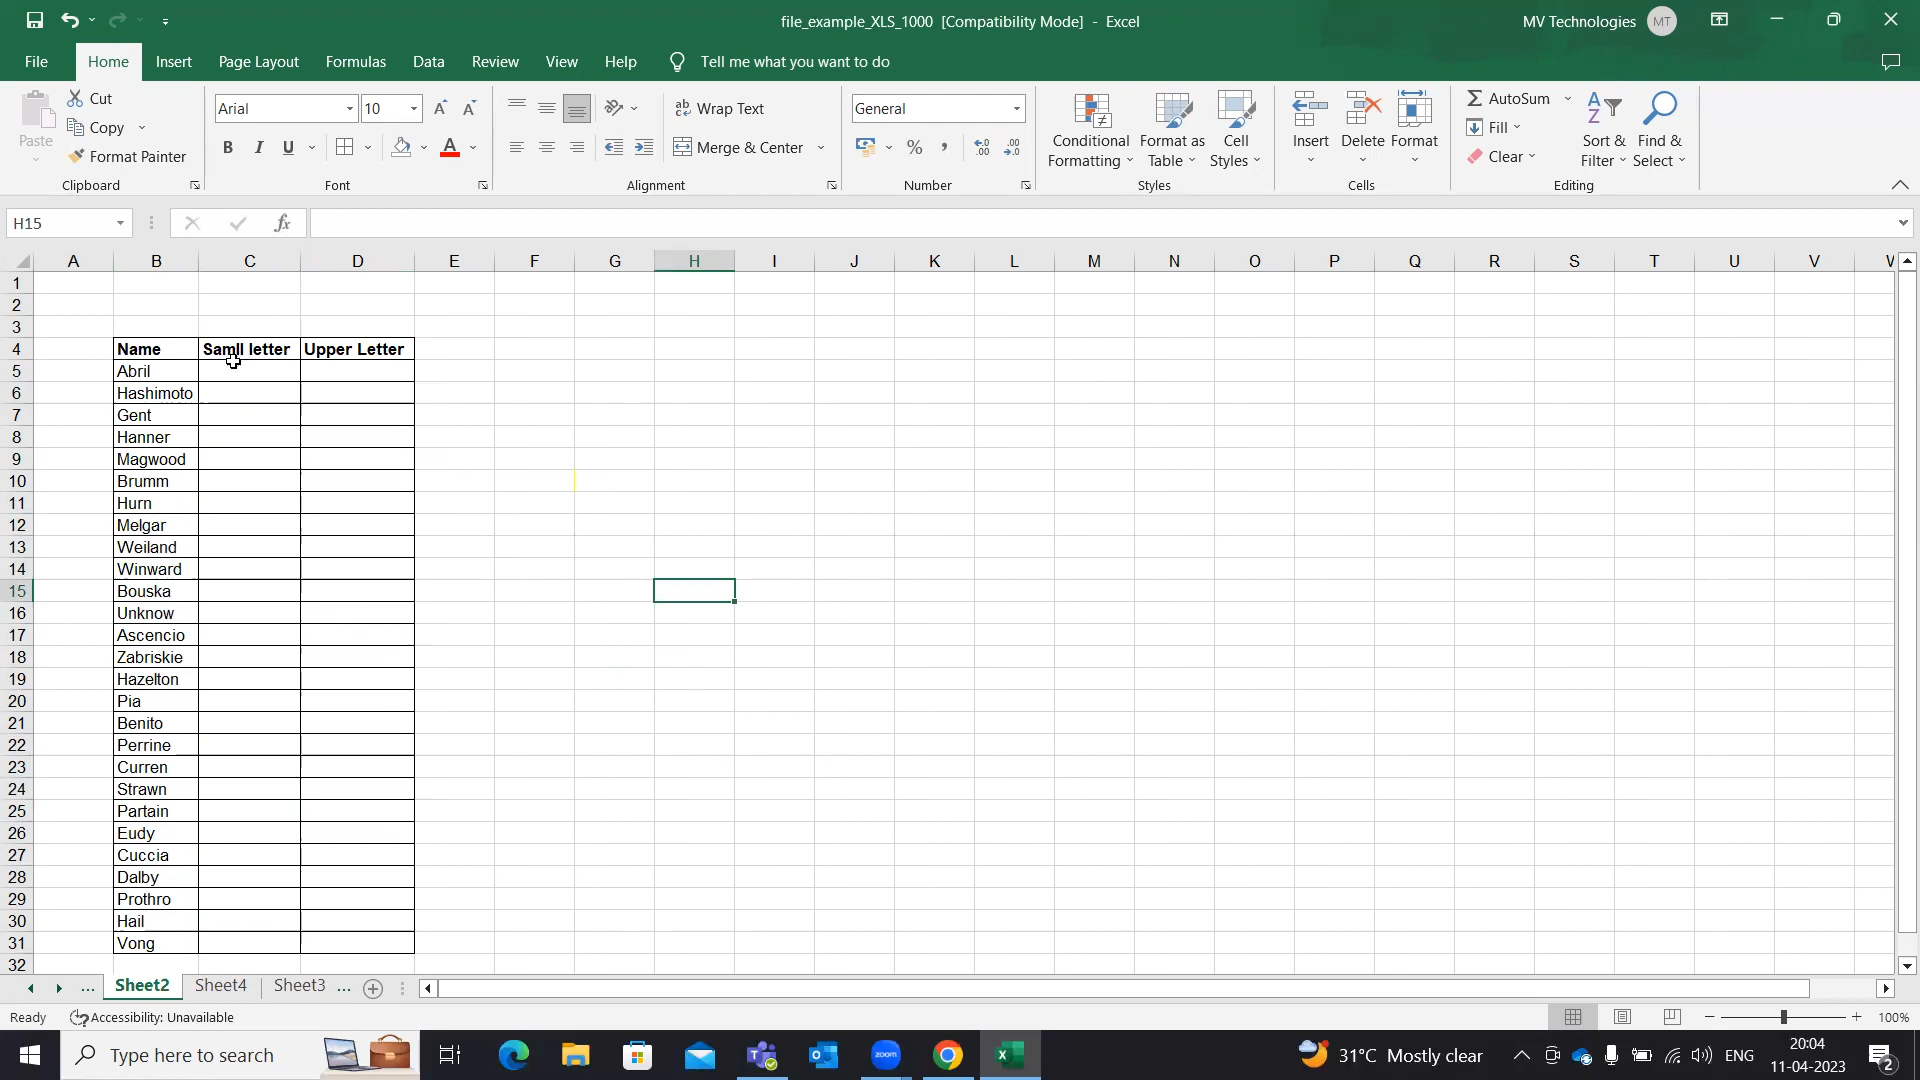 file_example_XLS_1000 [Compatibility Mode] - Excel
MV Technologies MT
File Home Insert Page Layout Formulas Data Review View Help Tell me what you want to do
Paste
Cut
Copy
Format Painter
Clipboard
Arial 10
B I U
Font
Wrap Text
Merge & Center
Alignment
General
Number
Conditional Formatting
Format as Table
Cell Styles
Styles
Insert Delete Format
Cells
AutoSum
Fill
Clear
Sort & Filter
Find & Select
Editing
H15 fx
A B C D E F G H I J K L M N O P Q R S T U V
1
2
3
4 Name Samll letter Upper Letter
5 Abril
6 Hashimoto
7 Gent
8 Hanner
9 Magwood
10 Brumm
11 Hurn
12 Melgar
13 Weiland
14 Winward
15 Bouska
16 Unknow
17 Ascencio
18 Zabriskie
19 Hazelton
20 Pia
21 Benito
22 Perrine
23 Curren
24 Strawn
25 Partain
26 Eudy
27 Cuccia
28 Dalby
29 Prothro
30 Hail
31 Vong
32
... Sheet2 Sheet4 Sheet3 ...
Ready Accessibility: Unavailable 100%
Type here to search
zoom
31°C Mostly clear
ENG
20:04
11-04-2023
2